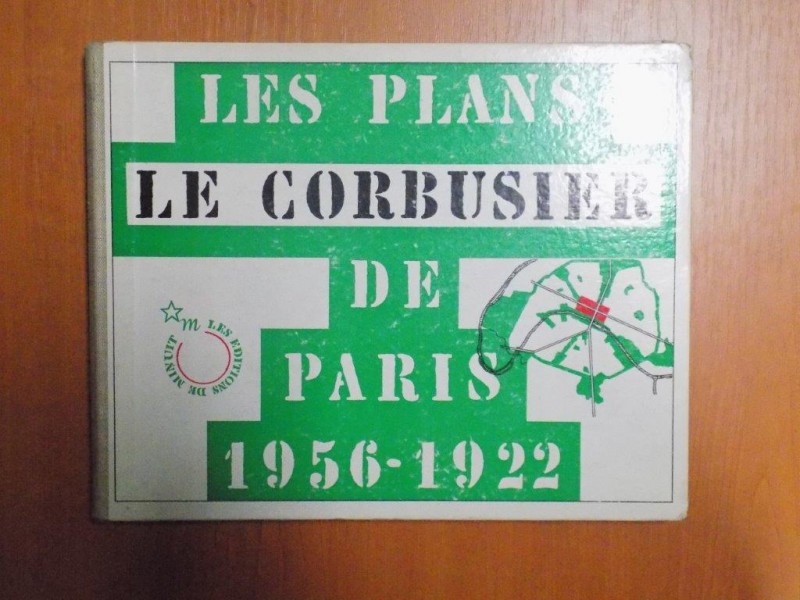 LES PLANS
LE CORBUSIER
DE
PARIS
1956-1922
m
LES EDITIONS DE MINUIT